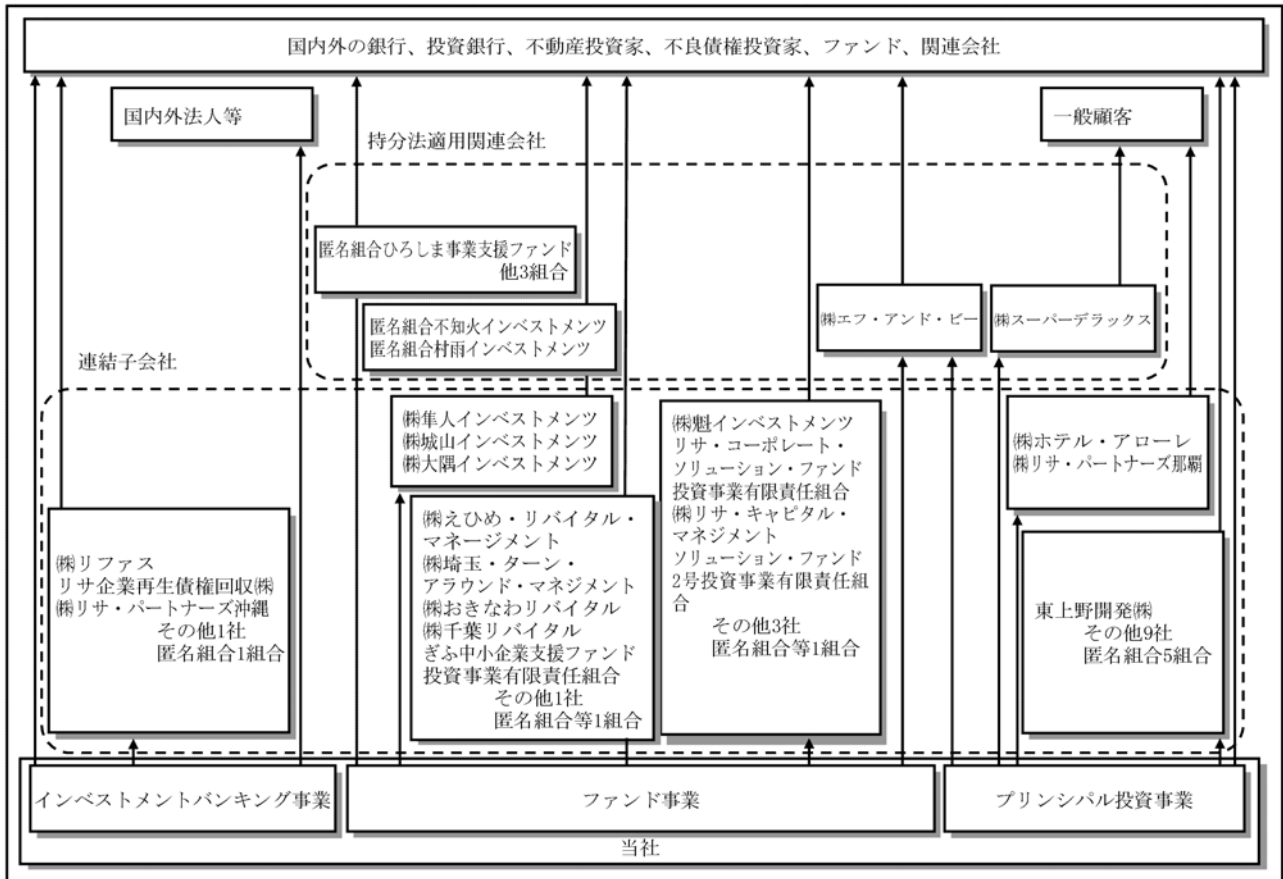 国内外の銀行、投資銀行、不動産投資家、不良債権投資家、ファンド、関連会社
国内外法人等
一般顧客
持分法適用関連会社
匿名組合ひろしま事業支援ファンド
他3組合
匿名組合不知火インベストメンツ
匿名組合村雨インベストメンツ
㈱エフ・アンド・ビー
㈱スーパーデラックス
連結子会社
㈱リファス
リサ企業再生債権回収㈱
㈱リサ・パートナーズ沖縄
その他1社
匿名組合1組合
㈱隼人インベストメンツ
㈱城山インベストメンツ
㈱大隅インベストメンツ
㈱えひめ・リバイタル・
マネージメント
㈱埼玉・ターン・
アラウンド・マネジメント
㈱おきなわリバイタル
㈱千葉リバイタル
ぎふ中小企業支援ファンド
投資事業有限責任組合
その他1社
匿名組合等1組合
㈱魁インベストメンツ
リサ・コーポレート・
ソリューション・ファンド
投資事業有限責任組合
㈱リサ・キャピタル・
マネジメント
ソリューション・ファンド
2号投資事業有限責任組
合
その他3社
匿名組合等1組合
㈱ホテル・アローレ
㈱リサ・パートナーズ那覇
東上野開発㈱
その他9社
匿名組合5組合
インベストメントバンキング事業
ファンド事業
プリンシパル投資事業
当社